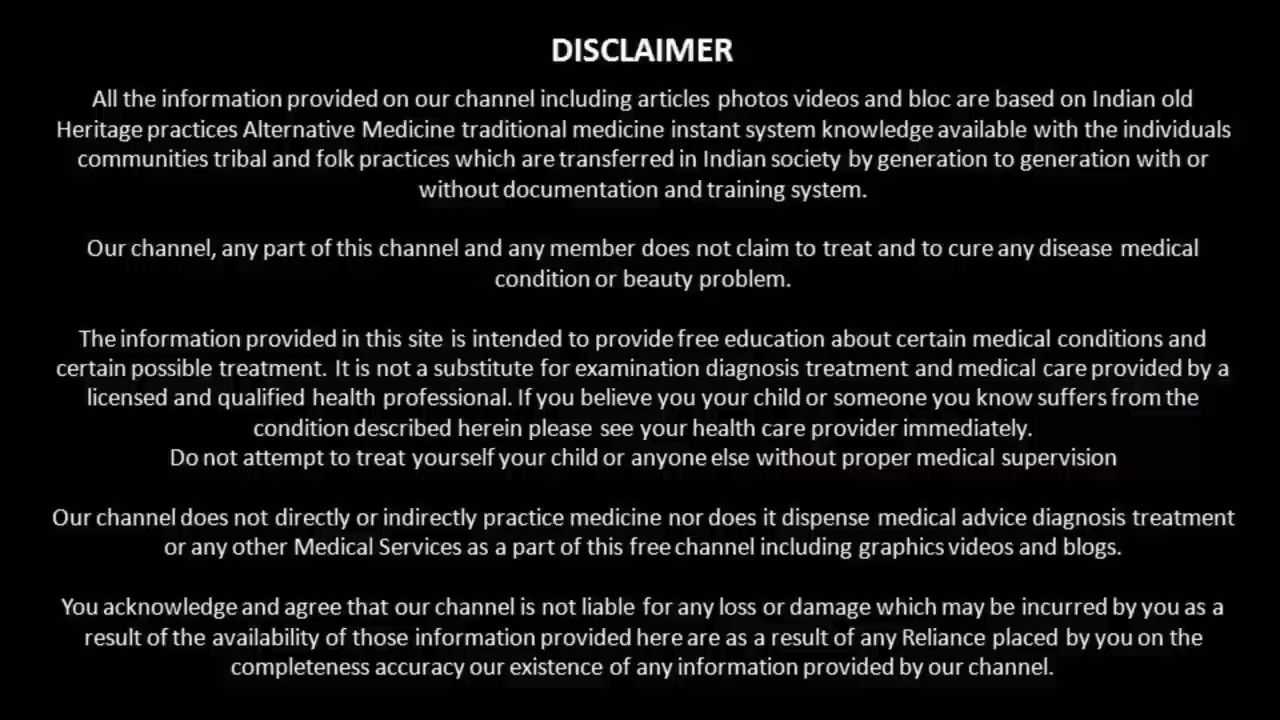 DISCLAIMER
All the information provided on our channel including articles photos videos and bloc are based on Indian old
Heritage practices Alternative Medicine traditional medicine instant system knowledge available with the individuals
communities tribal and folk practices which are transferred in Indian society by generation to generation with or
without documentation and training system.
Our channel, any part of this channel and any member does not claim to treat and to cure any disease medical
condition or beauty problem.
The information provided in this site is intended to provide free education about certain medical conditions and
certain possible treatment. It is not a substitute for examination diagnosis treatment and medical care provided by a
licensed and qualified health professional. If you believe you your child or someone you know suffers from the
condition described herein please see your health care provider immediately.
Do not attempt to treat yourself your child or anyone else without proper medical supervision
Our channel does not directly or indirectly practice medicine nor does it dispense medical advice diagnosis treatment
or any other Medical Services as a part of this free channel including graphics videos and blogs.
You acknowledge and agree that our channel is not liable for any loss or damage which may be incurred by you as a
result of the availability of those information provided here are as a result of any Reliance placed by you on the
completeness accuracy our existence of any information provided by our channel.